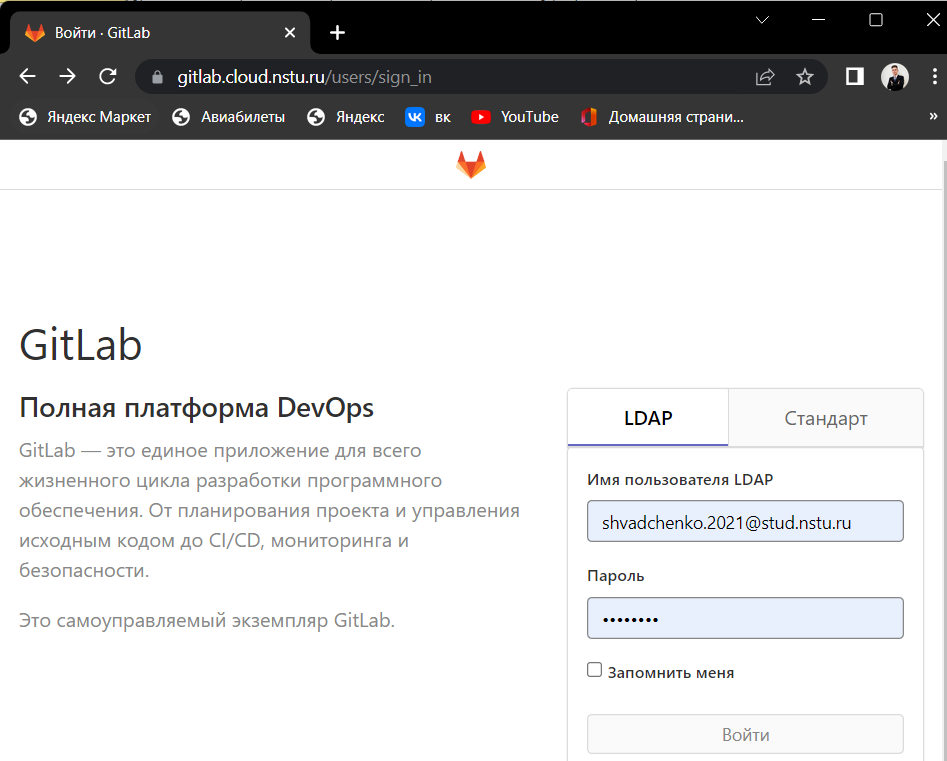 Войти · GitLab
gitlab.cloud.nstu.ru/users/sign_in
Яндекс Маркет Авиабилеты Яндекс вк YouTube Домашняя страни... »
GitLab
Полная платформа DevOps
GitLab — это единое приложение для всего
жизненного цикла разработки программного
обеспечения. От планирования проекта и управления
исходным кодом до CI/CD, мониторинга и
безопасности.
Это самоуправляемый экземпляр GitLab.
LDAP Стандарт
Имя пользователя LDAP
shvadchenko.2021@stud.nstu.ru
Пароль
••••••••
Запомнить меня
Войти